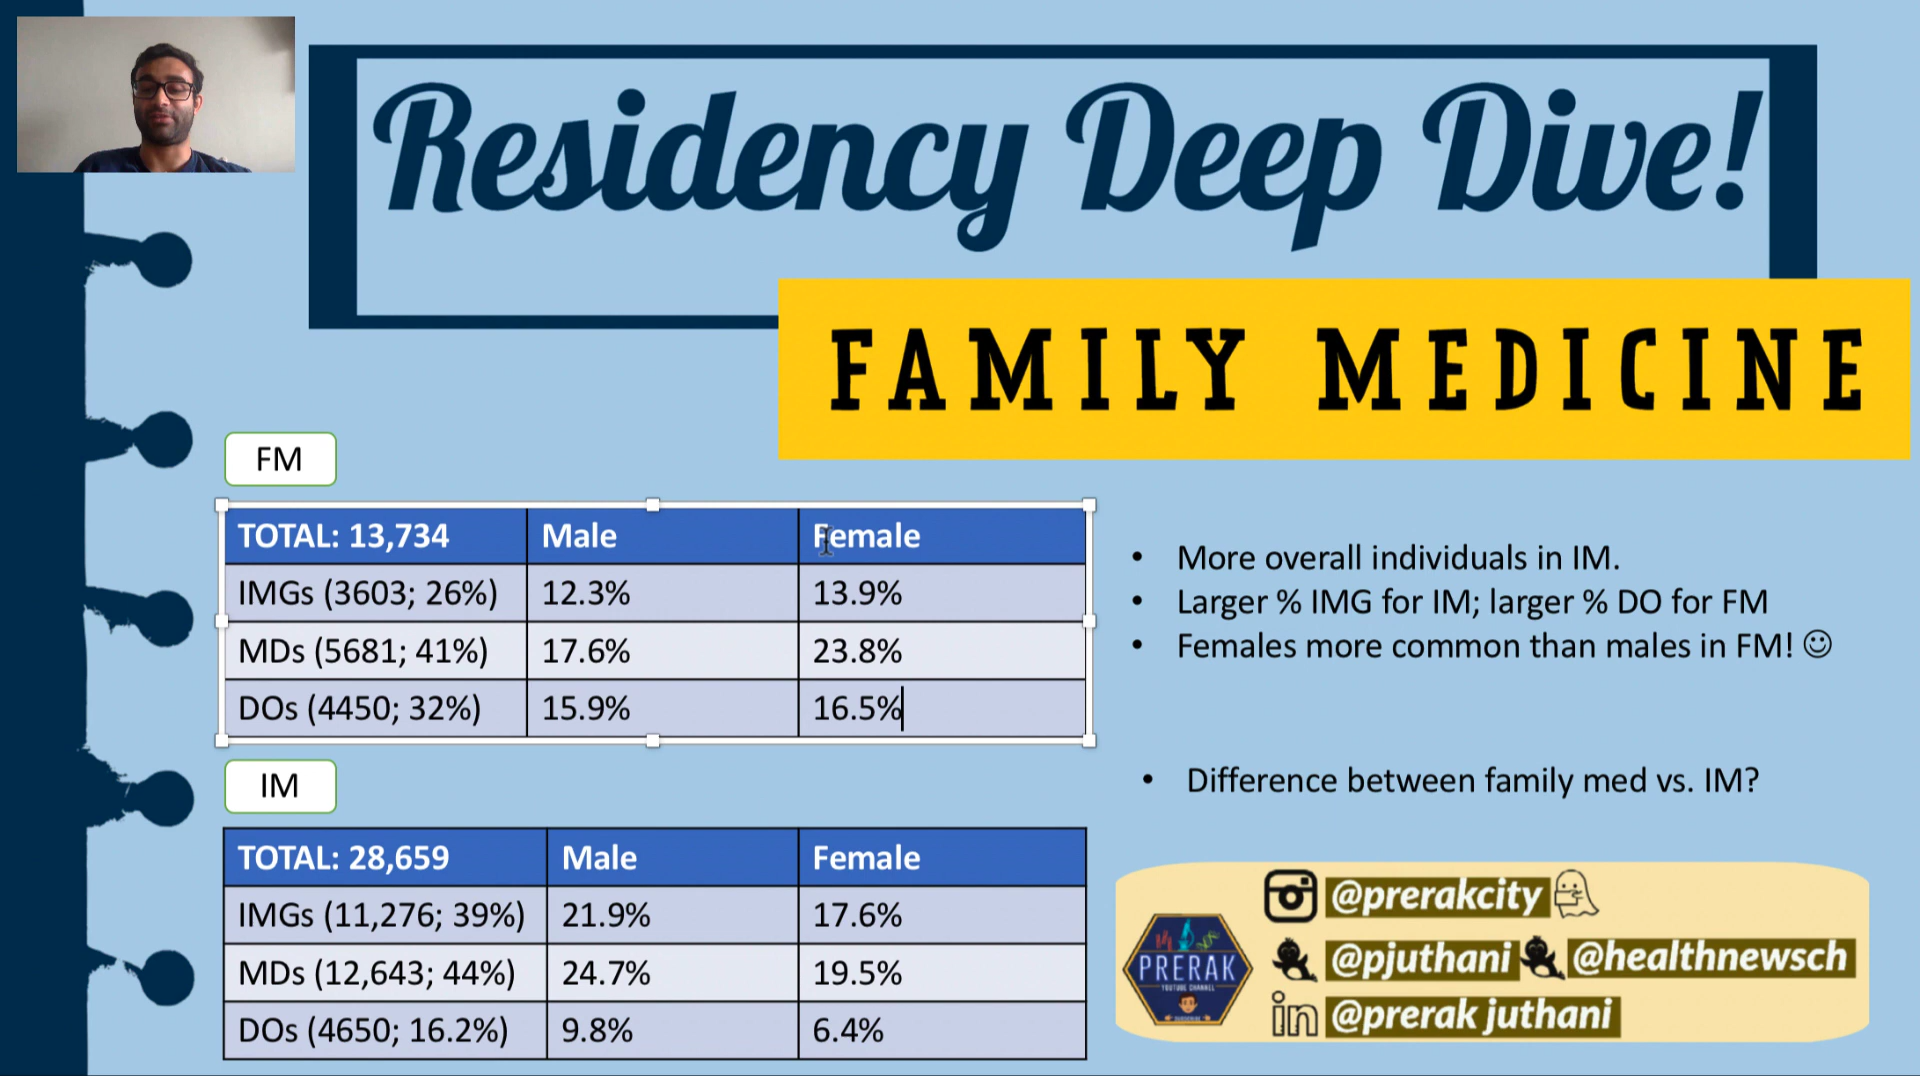 Residency Deep Dive!
FAMILY MEDICINE
FM
TOTAL: 13,734 Male Female
IMGs (3603; 26%) 12.3% 13.9%
MDs (5681; 41%) 17.6% 23.8%
DOs (4450; 32%) 15.9% 16.5%
• More overall individuals in IM.
• Larger % IMG for IM; larger % DO for FM
• Females more common than males in FM! ☺
IM
• Difference between family med vs. IM?
TOTAL: 28,659 Male Female
IMGs (11,276; 39%) 21.9% 17.6%
MDs (12,643; 44%) 24.7% 19.5%
DOs (4650; 16.2%) 9.8% 6.4%
PRERAK
YOUTUBE CHANNEL
@prerakcity
@pjuthani @healthnewsch
in @prerak juthani